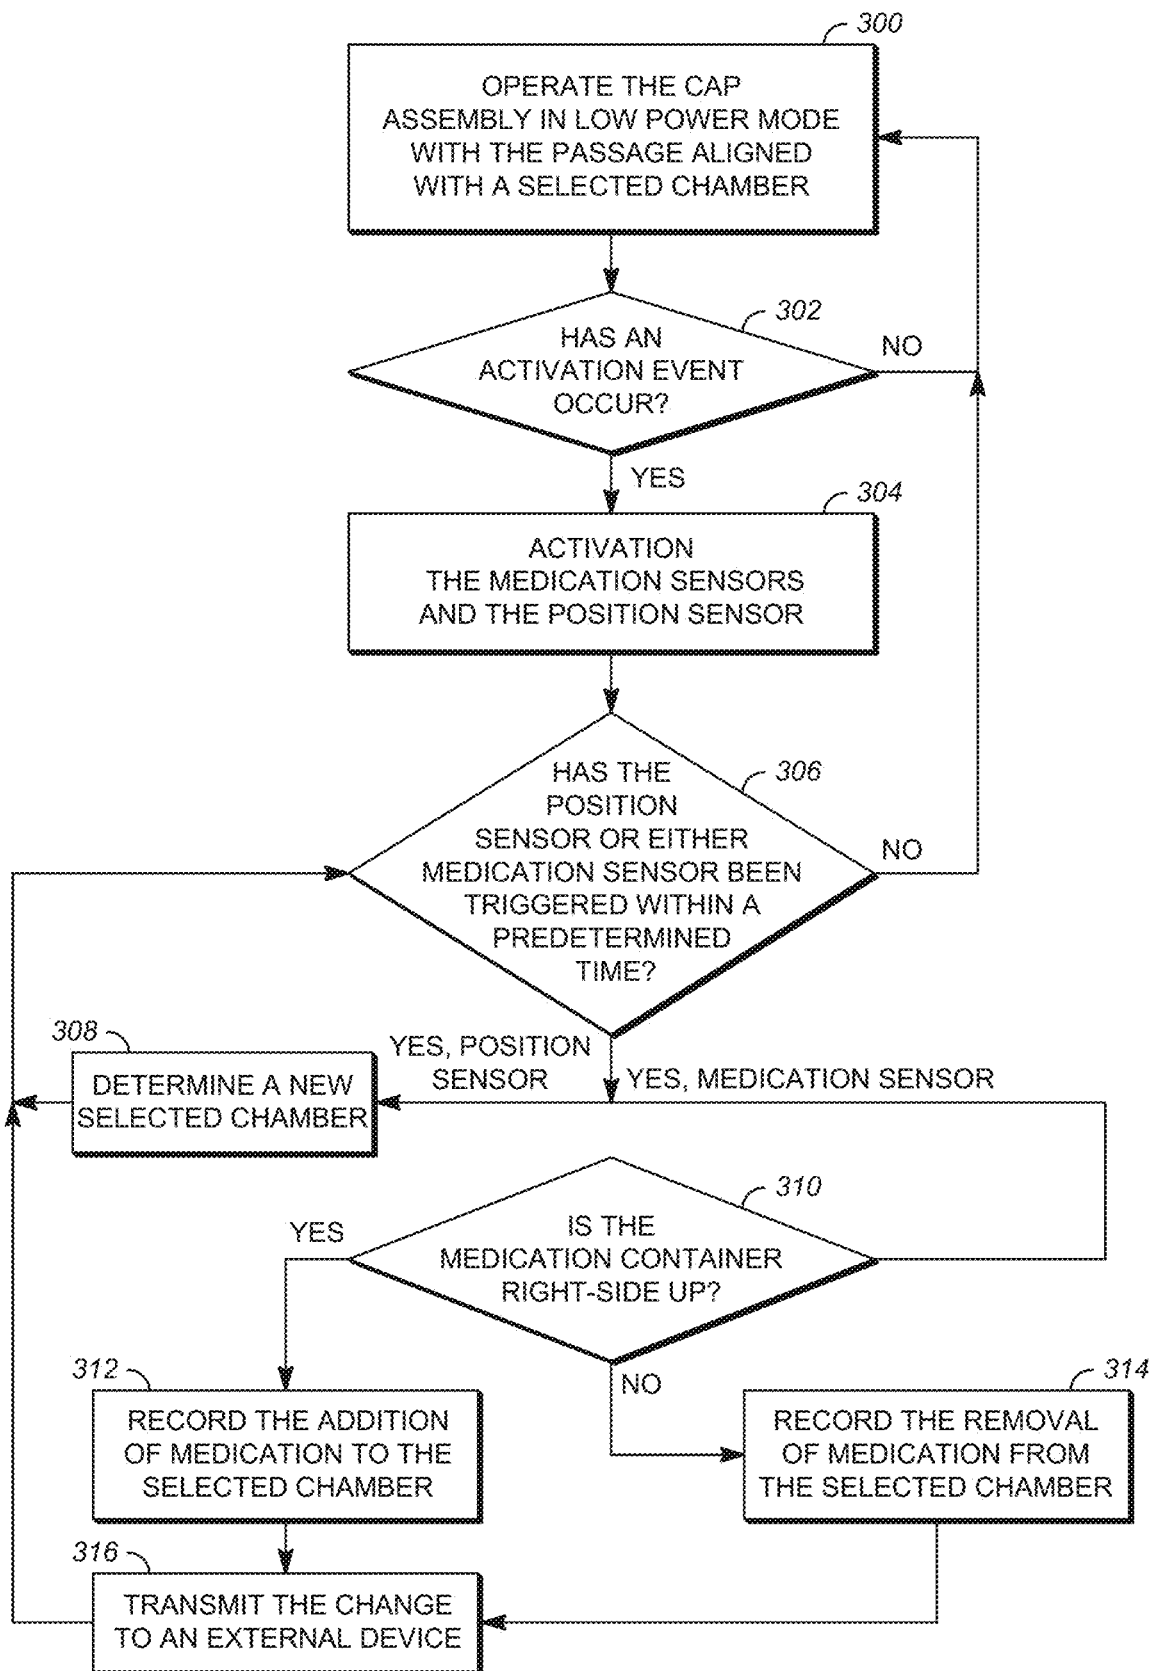 300
OPERATE THE CAP
ASSEMBLY IN LOW POWER MODE
WITH THE PASSAGE ALIGNED
WITH A SELECTED CHAMBER
302
HAS AN
ACTIVATION EVENT
OCCUR?
NO
YES
304
ACTIVATION
THE MEDICATION SENSORS
AND THE POSITION SENSOR
306
HAS THE
POSITION
SENSOR OR EITHER
MEDICATION SENSOR BEEN
TRIGGERED WITHIN A
PREDETERMINED
TIME?
NO
YES, POSITION
SENSOR
YES, MEDICATION SENSOR
308
DETERMINE A NEW
SELECTED CHAMBER
310
IS THE
MEDICATION CONTAINER
RIGHT-SIDE UP?
YES
NO
312
RECORD THE ADDITION
OF MEDICATION TO THE
SELECTED CHAMBER
314
RECORD THE REMOVAL
OF MEDICATION FROM
THE SELECTED CHAMBER
316
TRANSMIT THE CHANGE
TO AN EXTERNAL DEVICE